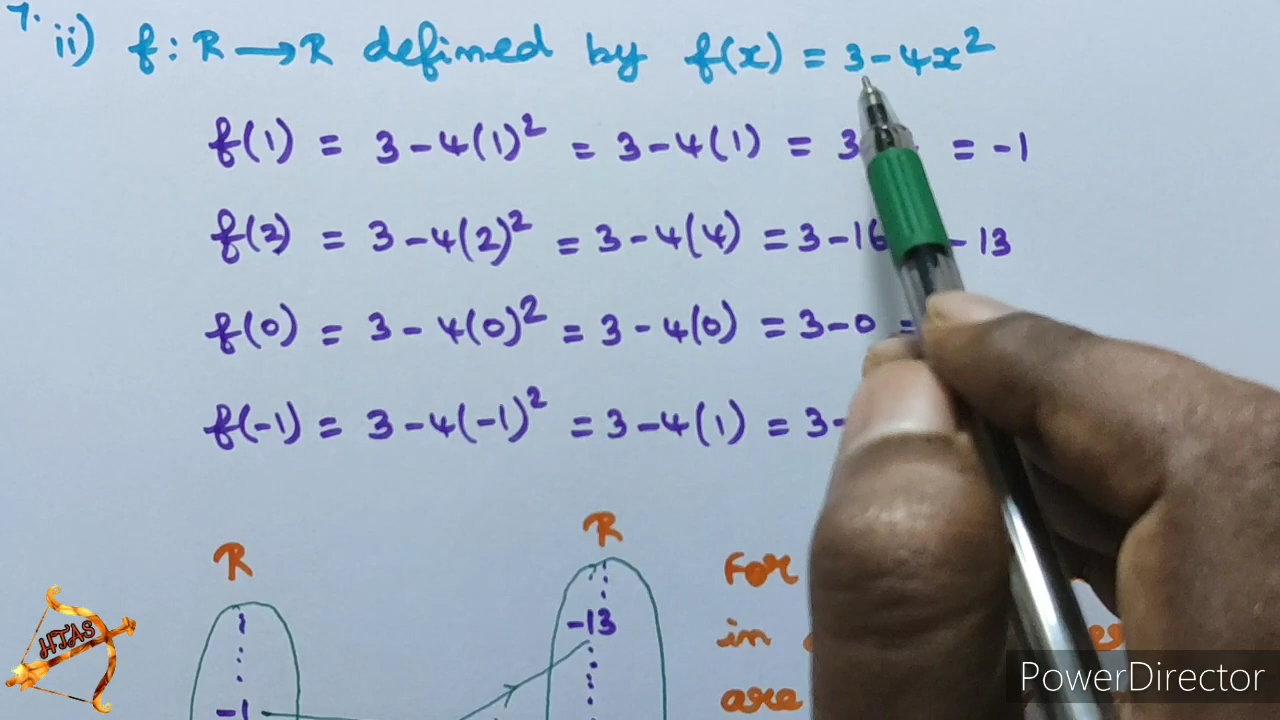 7.
ii) f : R → R defined by f(x) = 3 - 4x²
f(1) = 3 - 4(1)² = 3 - 4(1) = 3 = -1
f(2) = 3 - 4(2)² = 3 - 4(4) = 3 - 16 - 13
f(0) = 3 - 4(0)² = 3 - 4(0) = 3 - 0 =
f(-1) = 3 - 4(-1)² = 3 - 4(1) = 3 -
R
R
For
-13
in
-1
are
HTAS
PowerDirector